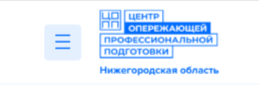 ЦОПП
ЦЕНТР
ОПЕРЕЖАЮЩЕЙ
ПРОФЕССИОНАЛЬНОЙ
ПОДГОТОВКИ
Нижегородская область